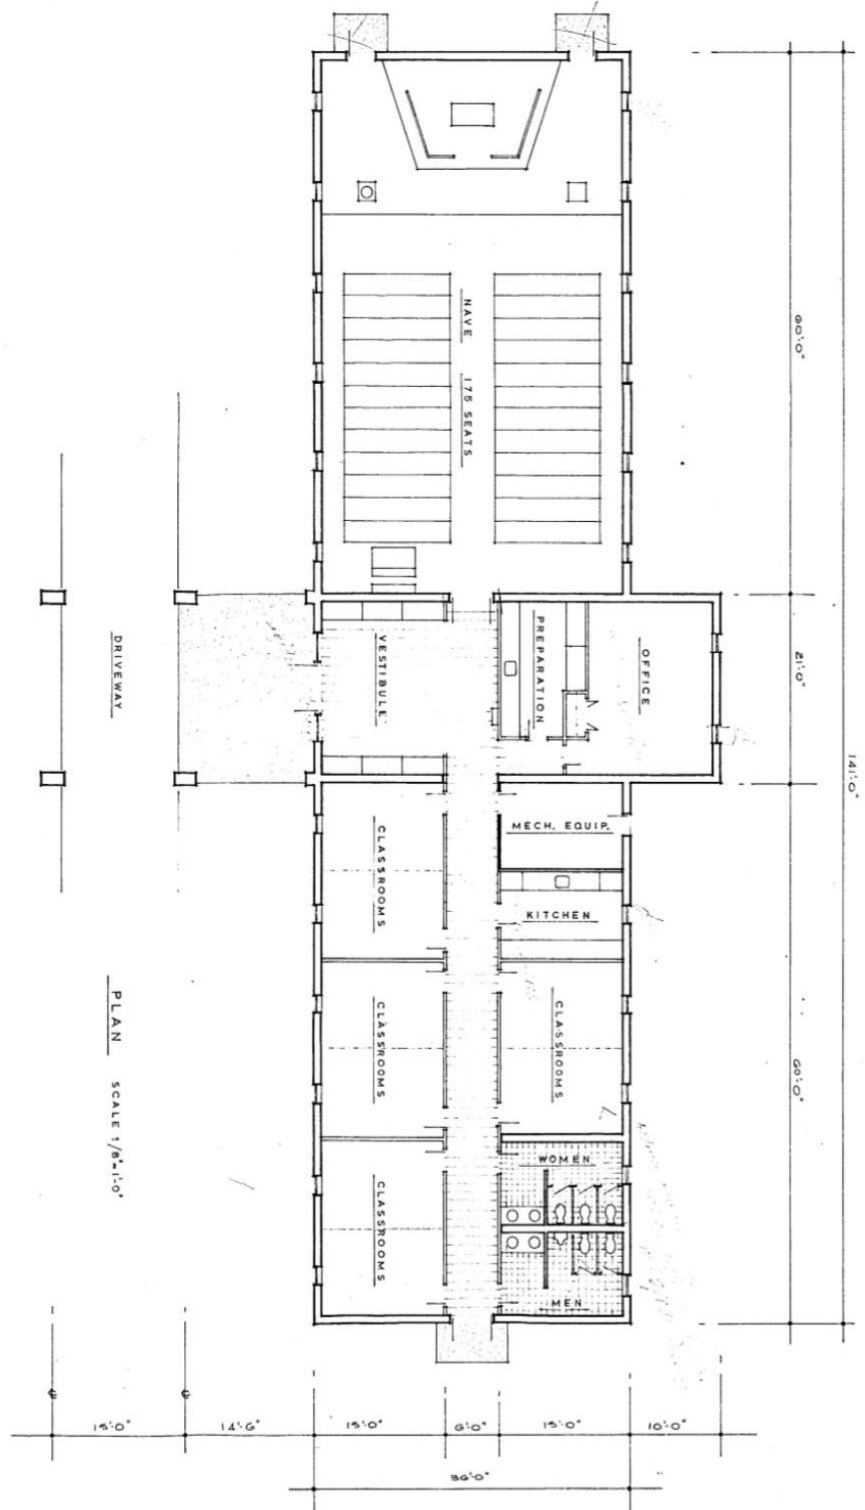 NAVE 175 SEATS
60'-0"
DRIVEWAY
VESTIBULE
PREPARATION
OFFICE
21'-0"
141'-0"
CLASSROOMS
MECH. EQUIP.
KITCHEN
CLASSROOMS
CLASSROOMS
60'-0"
PLAN SCALE 1/8"=1'-0"
WOMEN
CLASSROOMS
MEN
15'-0"
14'-6"
15'-0"
6'-0"
15'-0"
10'-0"
36'-0"